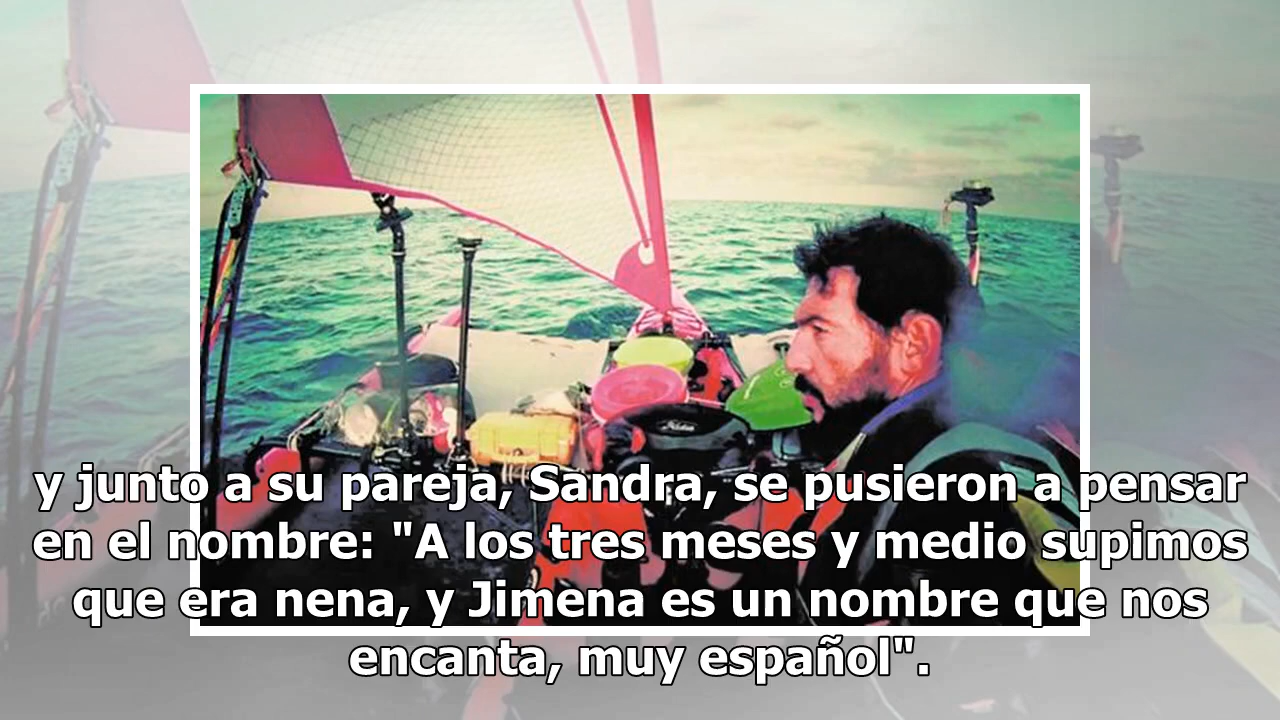 y junto a su pareja, Sandra, se pusieron a pensar
en el nombre: "A los tres meses y medio supimos
que era nena, y Jimena es un nombre que nos
encanta, muy español".